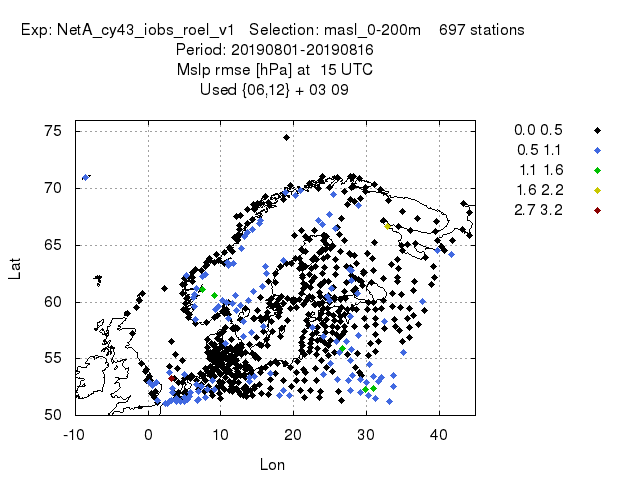 Exp: NetA_cy43_iobs_roel_v1 Selection: masl_0-200m 697 stations
Period: 20190801-20190816
Mslp rmse [hPa] at 15 UTC
Used {06,12} + 03 09
0.0 0.5
0.5 1.1
1.1 1.6
1.6 2.2
2.7 3.2
75
70
65
60
55
50
Lat
-10 0 10 20 30 40
Lon